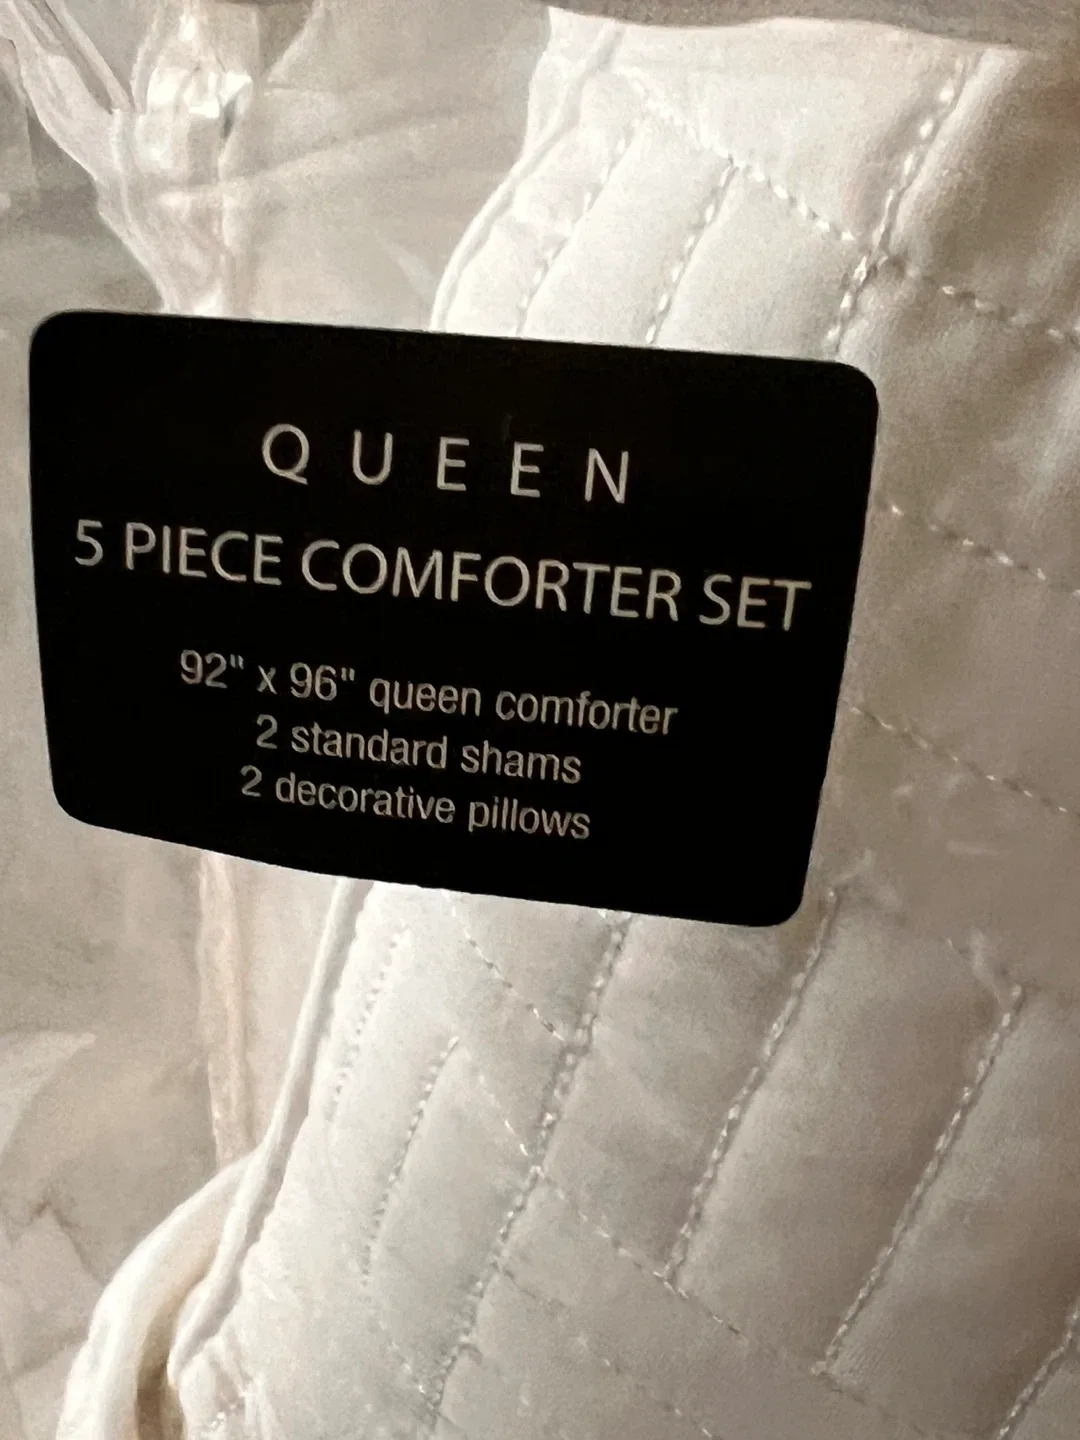 QUEEN
5 PIECE COMFORTER SET
92" x 96" queen comforter
2 standard shams
2 decorative pillows